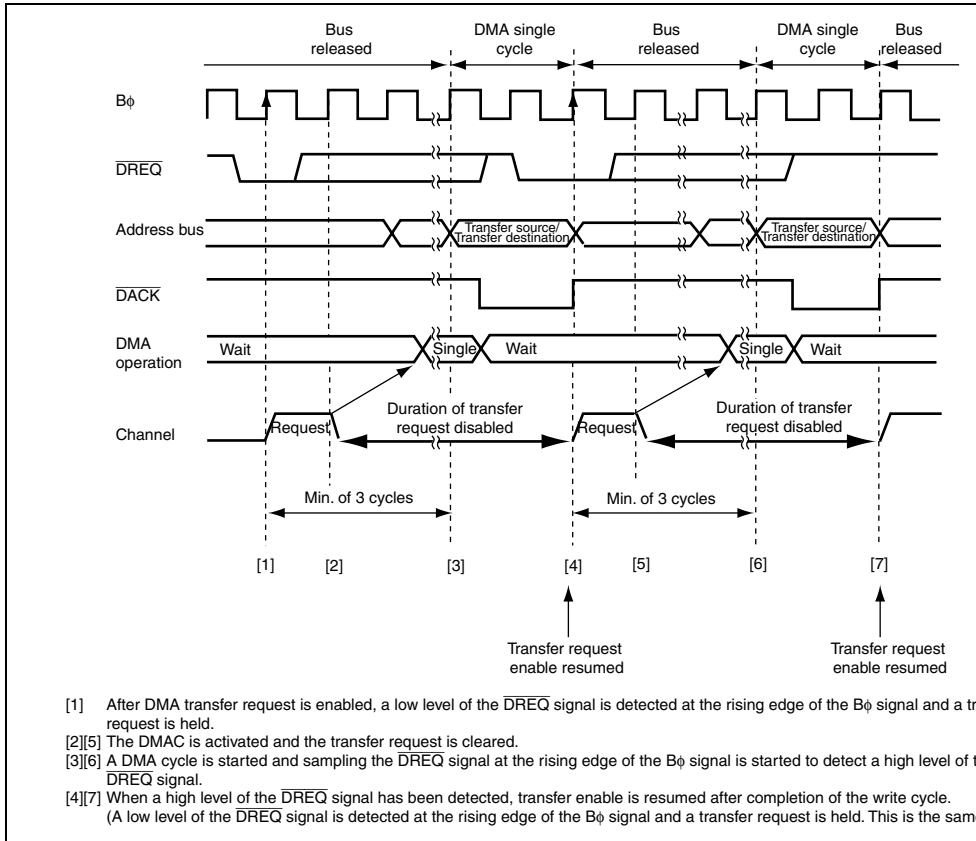 Bus released
DMA single cycle
Bus released
DMA single cycle
Bus released
Bϕ
DREQ
Address bus
Transfer source/
Transfer destination
Transfer source/
Transfer destination
DACK
DMA operation
Wait
Single
Wait
Single
Wait
Channel
Request
Duration of transfer request disabled
Request
Duration of transfer request disabled
Min. of 3 cycles
Min. of 3 cycles
[1] [2] [3] [4] [5] [6] [7]
Transfer request enable resumed
Transfer request enable resumed
[1] After DMA transfer request is enabled, a low level of the DREQ signal is detected at the rising edge of the Bϕ signal and a tr
request is held.
[2][5] The DMAC is activated and the transfer request is cleared.
[3][6] A DMA cycle is started and sampling the DREQ signal at the rising edge of the Bϕ signal is started to detect a high level of t
DREQ signal.
[4][7] When a high level of the DREQ signal has been detected, transfer enable is resumed after completion of the write cycle.
(A low level of the DREQ signal is detected at the rising edge of the Bϕ signal and a transfer request is held. This is the same